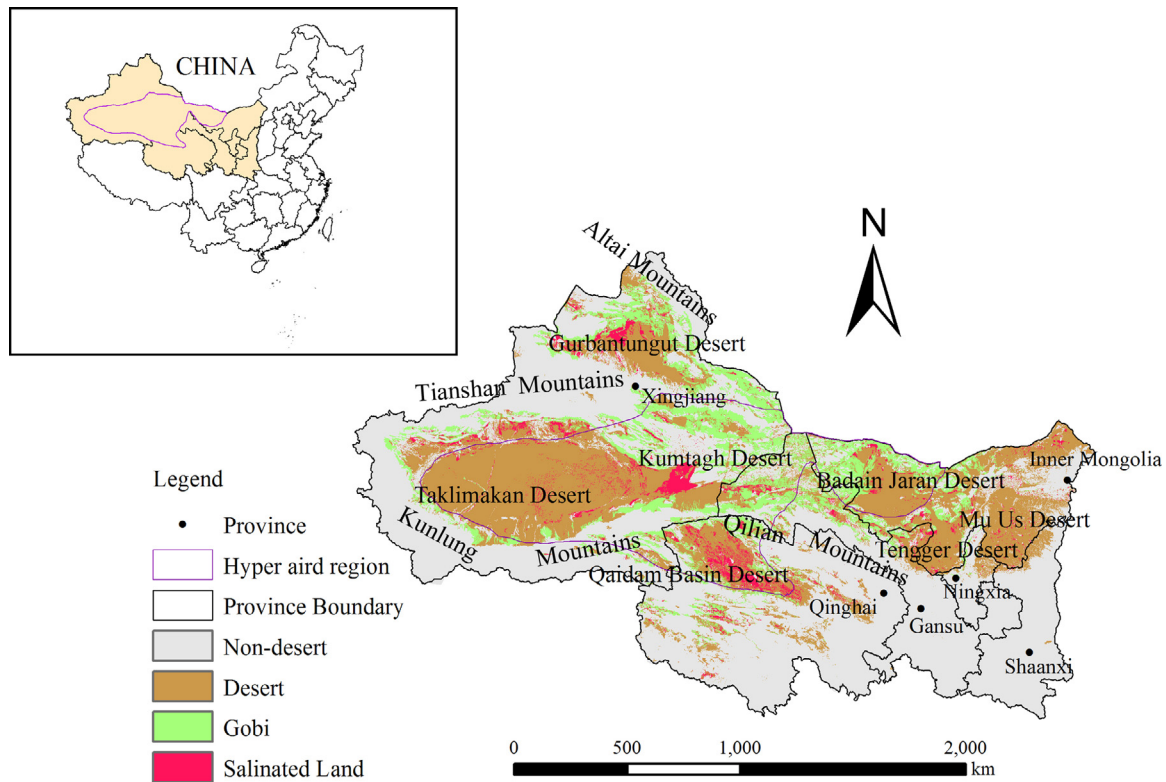 CHINA
N
Altai Mountains
Gurbantungut Desert
Tianshan Mountains
Xingjiang
Kumtagh Desert
Inner Mongolia
Badain Jaran Desert
Taklimakan Desert
Mu Us Desert
Kunlung Mountains
Qilian Mountains
Tengger Desert
Qaidam Basin Desert
Ningxia
Qinghai
Gansu
Shaanxi
Legend
Province
Hyper aird region
Province Boundary
Non-desert
Desert
Gobi
Salinated Land
0 500 1,000 2,000
km